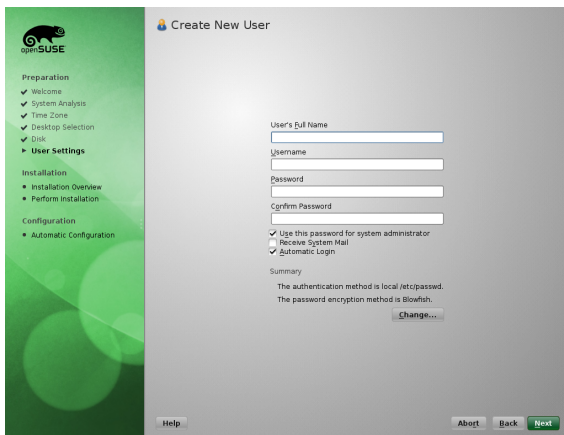 openSUSE
Preparation
Welcome
System Analysis
Time Zone
Desktop Selection
Disk
User Settings
Installation
Installation Overview
Perform Installation
Configuration
Automatic Configuration
Create New User
User's Full Name
Username
Password
Confirm Password
Use this password for system administrator
Receive System Mail
Automatic Login
Summary
The authentication method is local /etc/passwd.
The password encryption method is Blowfish.
Change...
Help
Abort
Back
Next